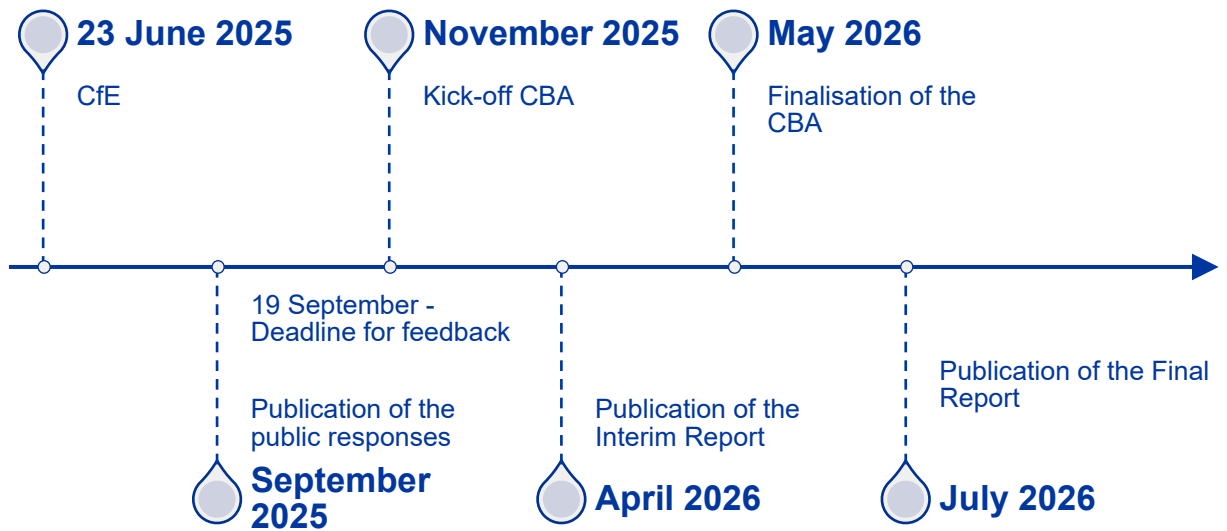 23 June 2025
CfE
November 2025
Kick-off CBA
May 2026
Finalisation of the
CBA
19 September -
Deadline for feedback
Publication of the
public responses
September
2025
Publication of the
Interim Report
April 2026
Publication of the Final
Report
July 2026